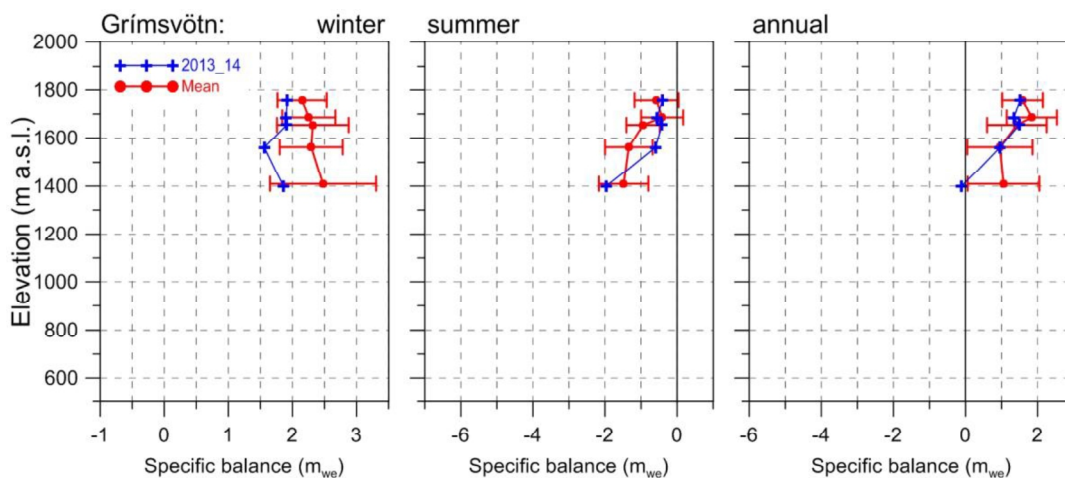 Grímsvötn: winter
summer
annual
2013_14
Mean
Elevation (m a.s.l.)
2000
1800
1600
1400
1200
1000
800
600
-1 0 1 2 3
-6 -4 -2 0
-6 -4 -2 0 2
Specific balance (mwe)
Specific balance (mwe)
Specific balance (mwe)